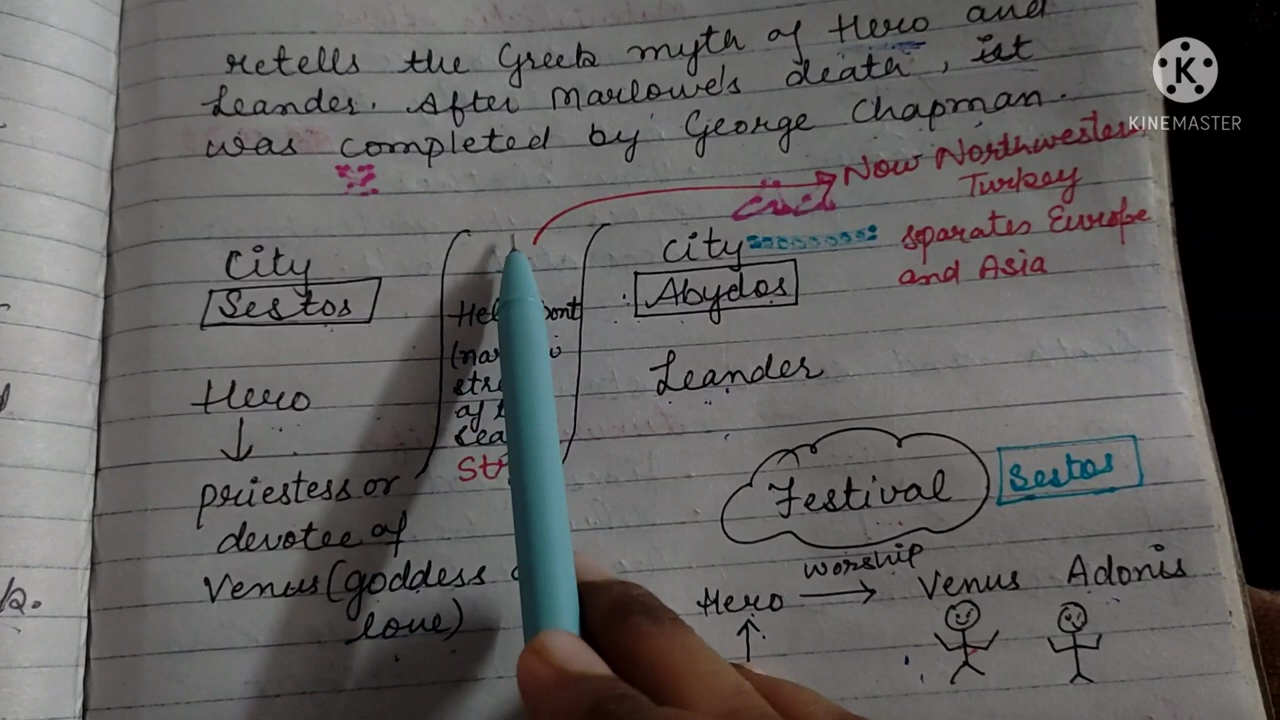 retells the Greek myth of Hero and
Leander. After Marlowe's death, it
was completed by George Chapman.
Now Northwestern
Turkey
separates Europe
and Asia
City
Sestos
City
Abydos
Hero
Leander
priestess or
devotee of
Venus (goddess
love)
sea
Festival
Sestos
worship
Hero → Venus Adonis
K
KINEMASTER